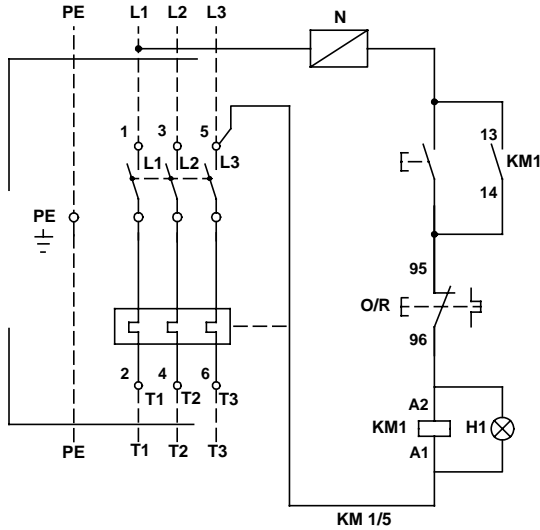 PE L1 L2 L3 N
1 3 5
L1 L2 L3
13
KM1
14
PE
95
O/R
96
2 4 6
T1 T2 T3
A2
KM1 H1
A1
PE T1 T2 T3
KM 1/5